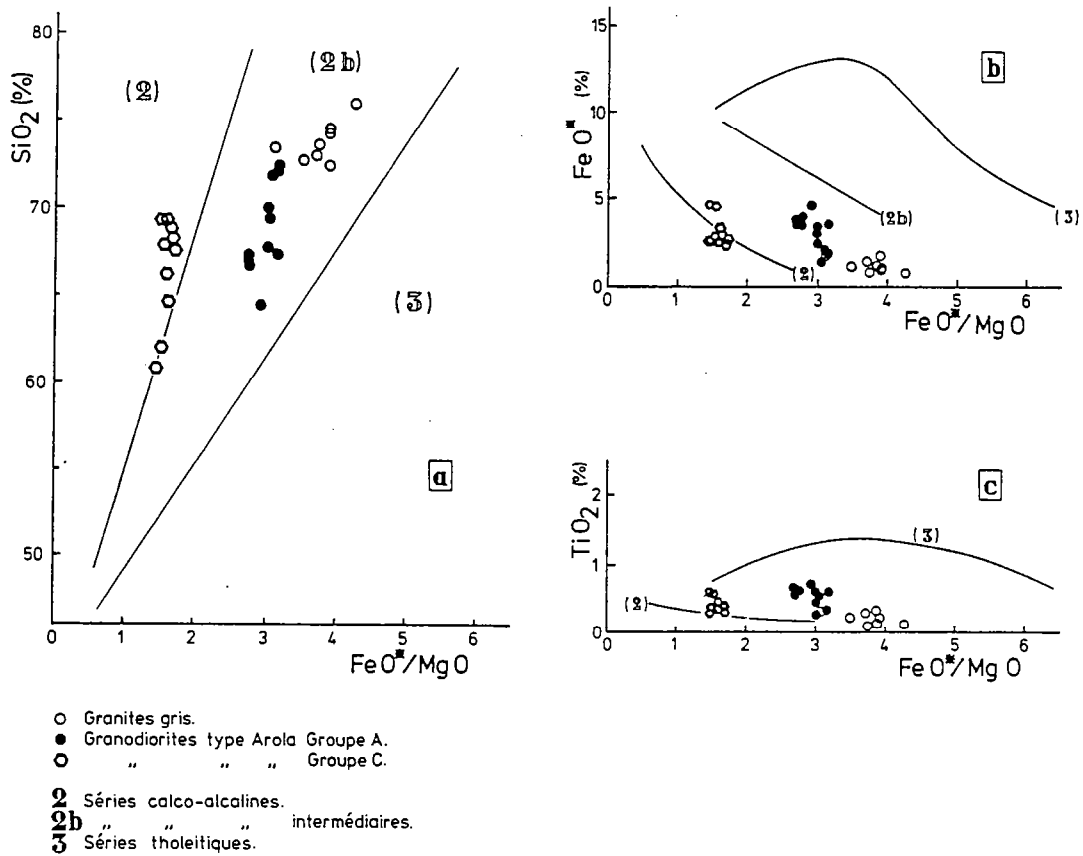 SiO2 (%)
80
70
60
50
0
1
2
3
4
5
6
FeO*/MgO
(2)
(2b)
(3)
a
FeO* (%)
15
10
5
0
0
1
2
3
4
5
6
FeO*/MgO
(2)
(2b)
(3)
b
TiO2 (%)
2
1
0
0
1
2
3
4
5
6
FeO*/MgO
(2)
(3)
c
Granites gris.
Granodiorites type Arola Groupe A.
„ „ „ Groupe C.
2 Séries calco-alcalines.
2b „ „ „ intermédiaires.
3 Séries tholeitiques.